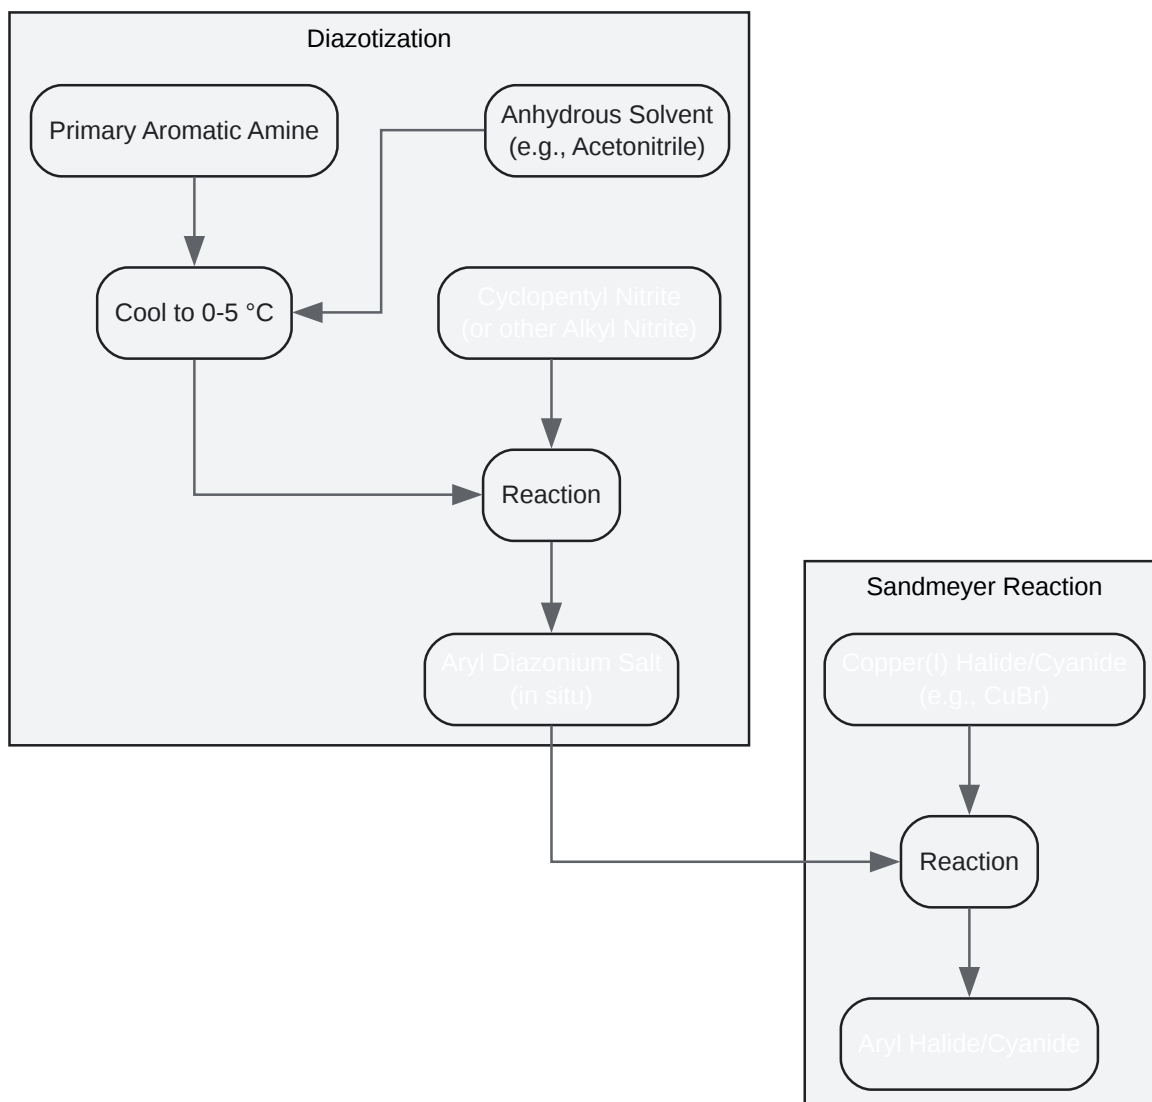 Diazotization
Primary Aromatic Amine
Anhydrous Solvent
(e.g., Acetonitrile)
Cool to 0-5 °C
Cyclopentyl Nitrite
(or other Alkyl Nitrite)
Reaction
Aryl Diazonium Salt
(in situ)
Sandmeyer Reaction
Copper(I) Halide/Cyanide
(e.g., CuBr)
Reaction
Aryl Halide/Cyanide